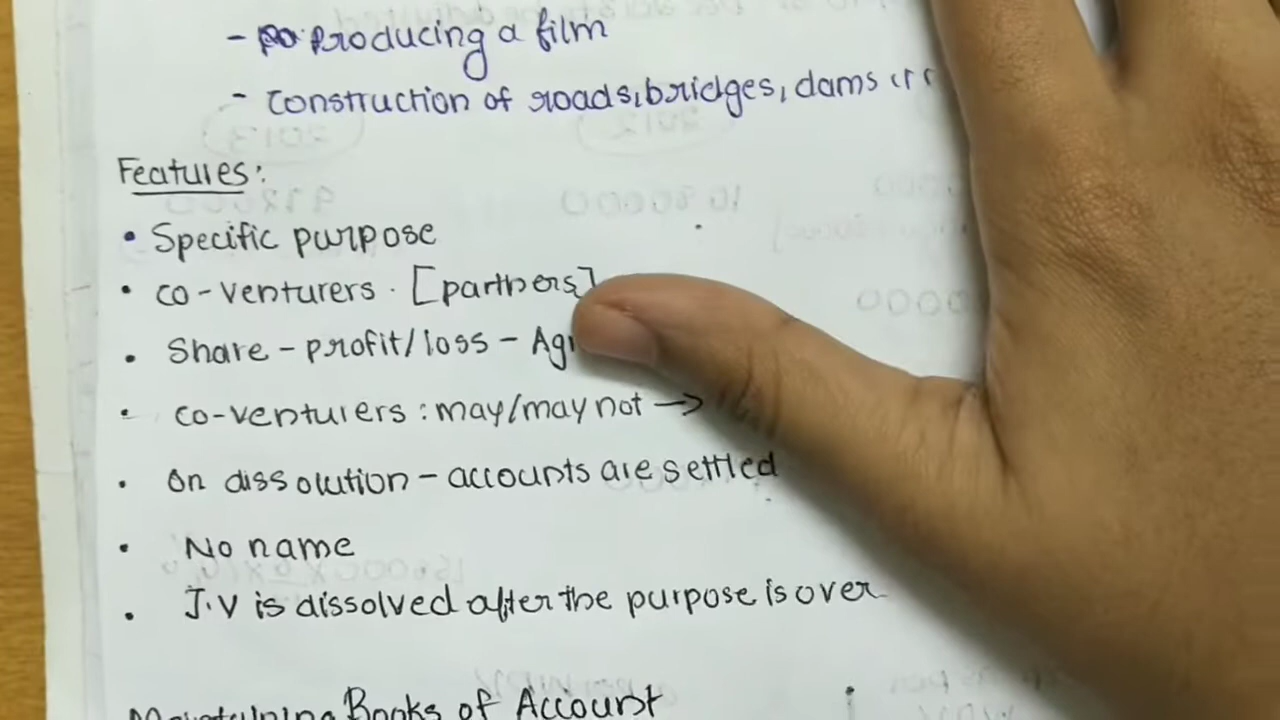 - Producing a film
- Construction of roads, bridges, dams
Features:
• Specific purpose
• co-venturers. [partners]
• Share - profit/loss -
• co-venturers : may/may not →
• On dissolution - accounts are settled
• No name
• J.V is dissolved after the purpose is over
Maintaining Books of Account